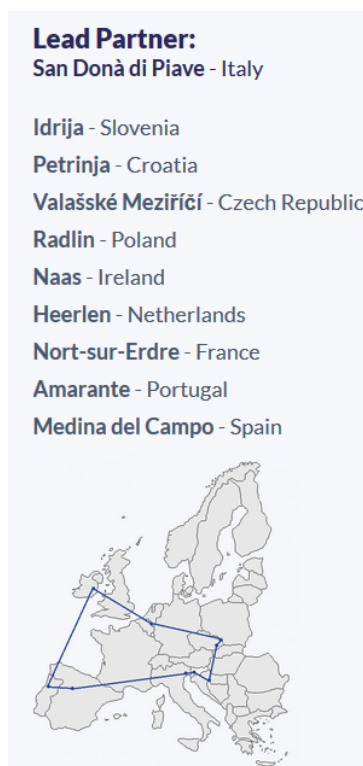 Lead Partner:
San Donà di Piave - Italy
Idrija - Slovenia
Petrinja - Croatia
Valašské Meziříčí - Czech Republic
Radlin - Poland
Naas - Ireland
Heerlen - Netherlands
Nort-sur-Erdre - France
Amarante - Portugal
Medina del Campo - Spain